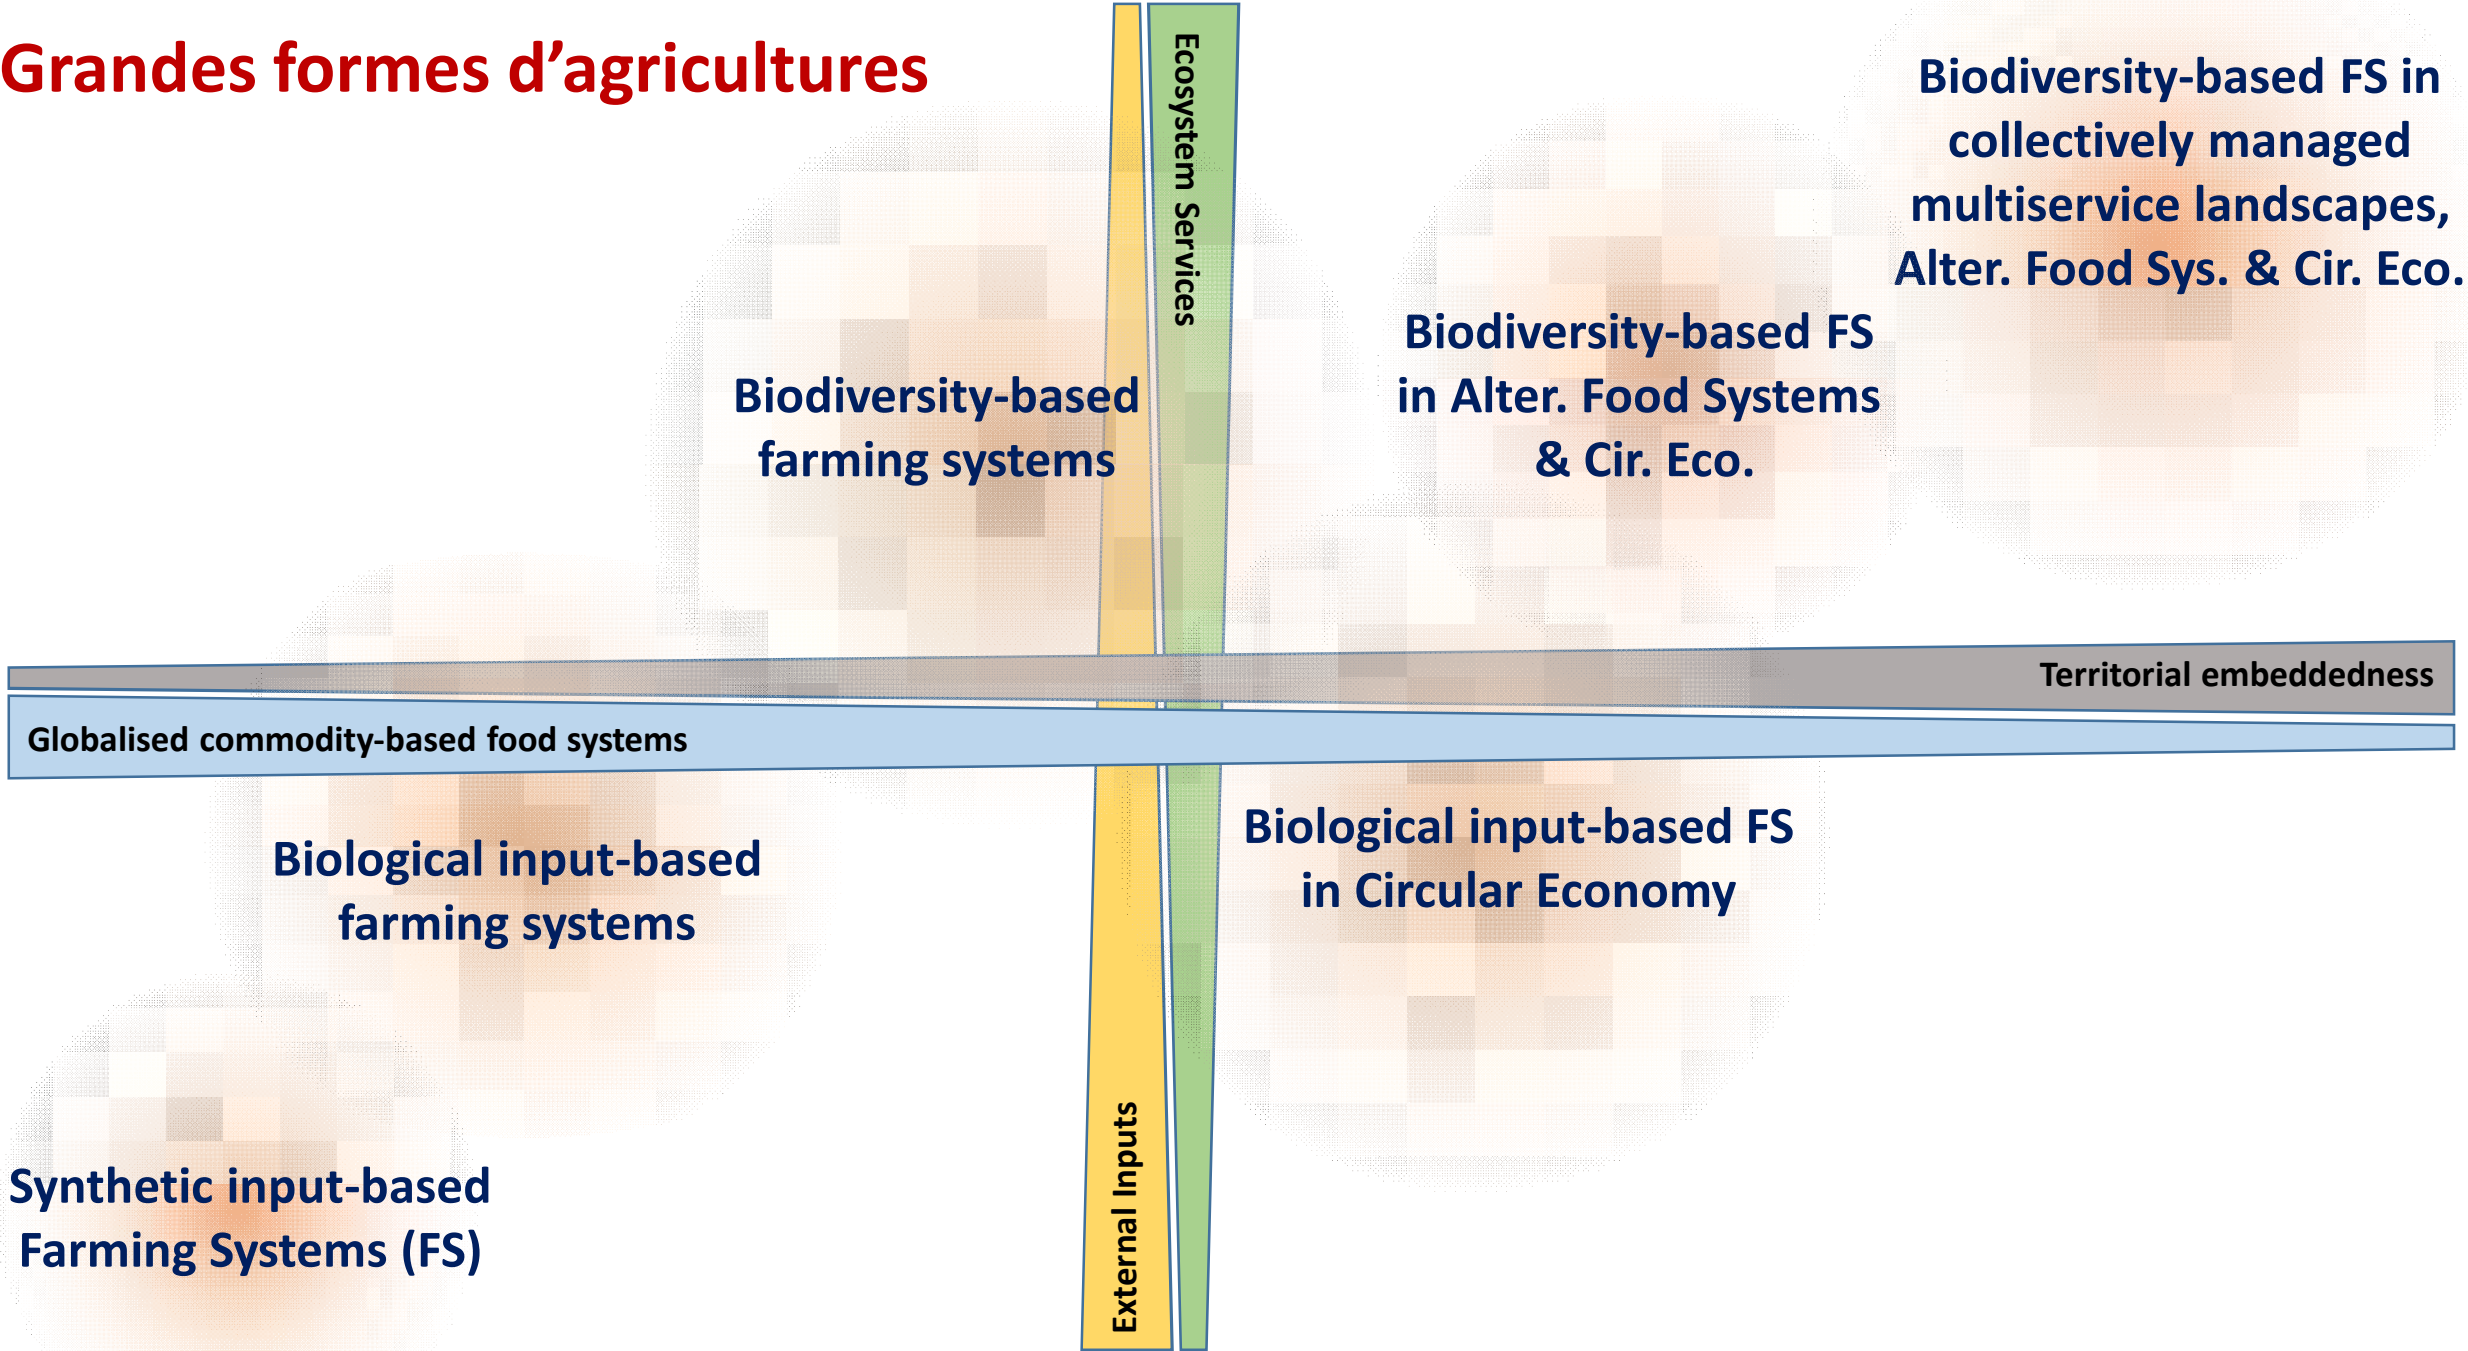 Grandes formes d’agricultures
Ecosystem Services
Biodiversity-based FS in
collectively managed
multiservice landscapes,
Alter. Food Sys. & Cir. Eco.
Biodiversity-based FS
in Alter. Food Systems
& Cir. Eco.
Biodiversity-based
farming systems
Territorial embeddedness
Globalised commodity-based food systems
Biological input-based FS
in Circular Economy
Biological input-based
farming systems
External Inputs
Synthetic input-based
Farming Systems (FS)